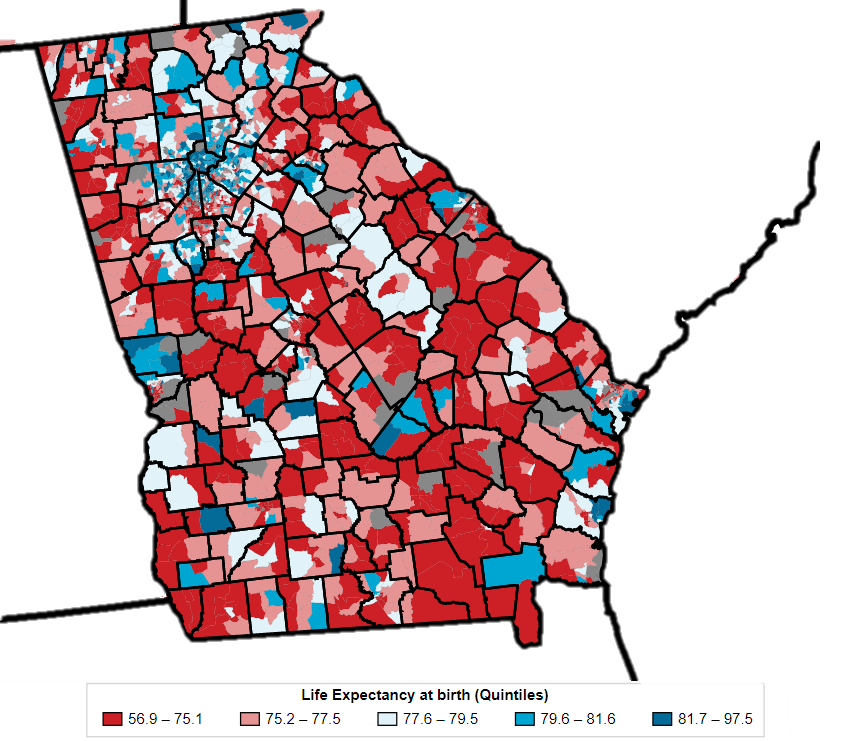 Life Expectancy at birth (Quintiles)
56.9 – 75.1 75.2 – 77.5 77.6 – 79.5 79.6 – 81.6 81.7 – 97.5